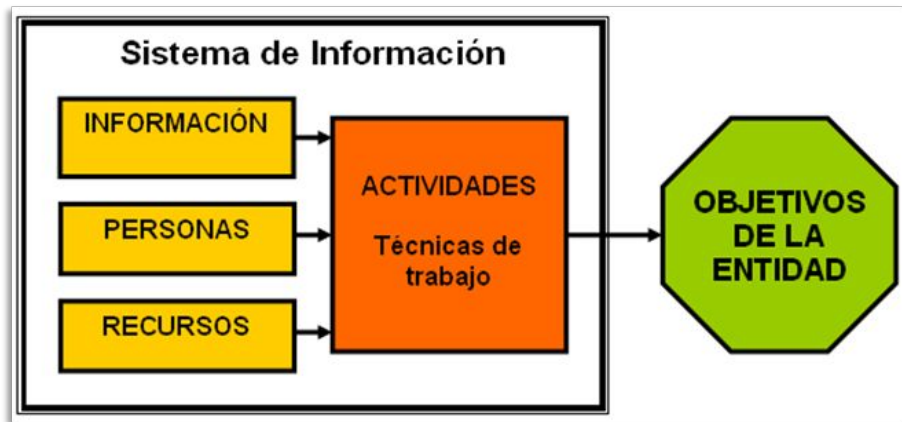 Sistema de Información
INFORMACIÓN
PERSONAS
RECURSOS
ACTIVIDADES
Técnicas de
trabajo
OBJETIVOS
DE LA
ENTIDAD